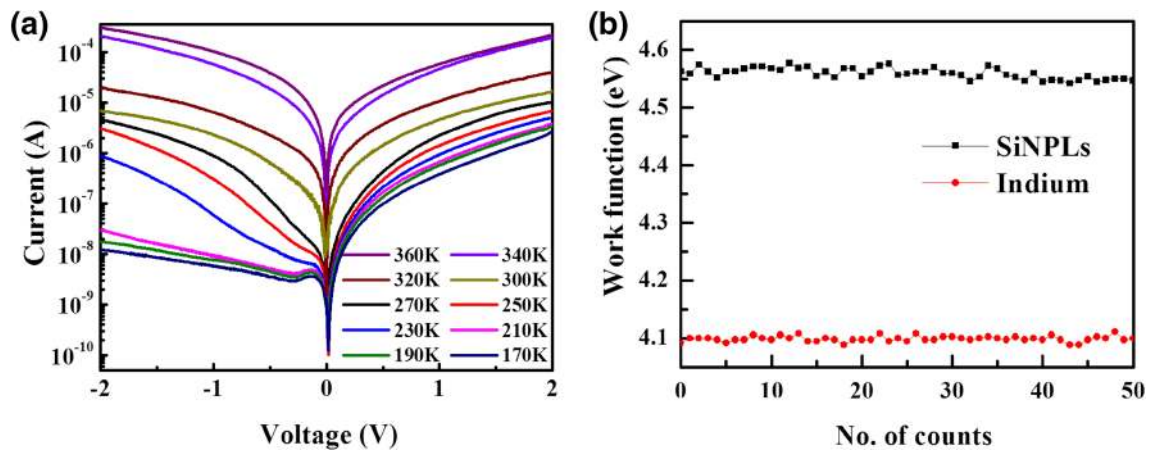 (a)
Current (A)
10⁻⁴
10⁻⁵
10⁻⁶
10⁻⁷
10⁻⁸
10⁻⁹
10⁻¹⁰
360K 340K
320K 300K
270K 250K
230K 210K
190K 170K
-2 -1 0 1 2
Voltage (V)
(b)
Work function (eV)
4.6
4.5
4.4
4.3
4.2
4.1
SiNPLs
Indium
0 10 20 30 40 50
No. of counts